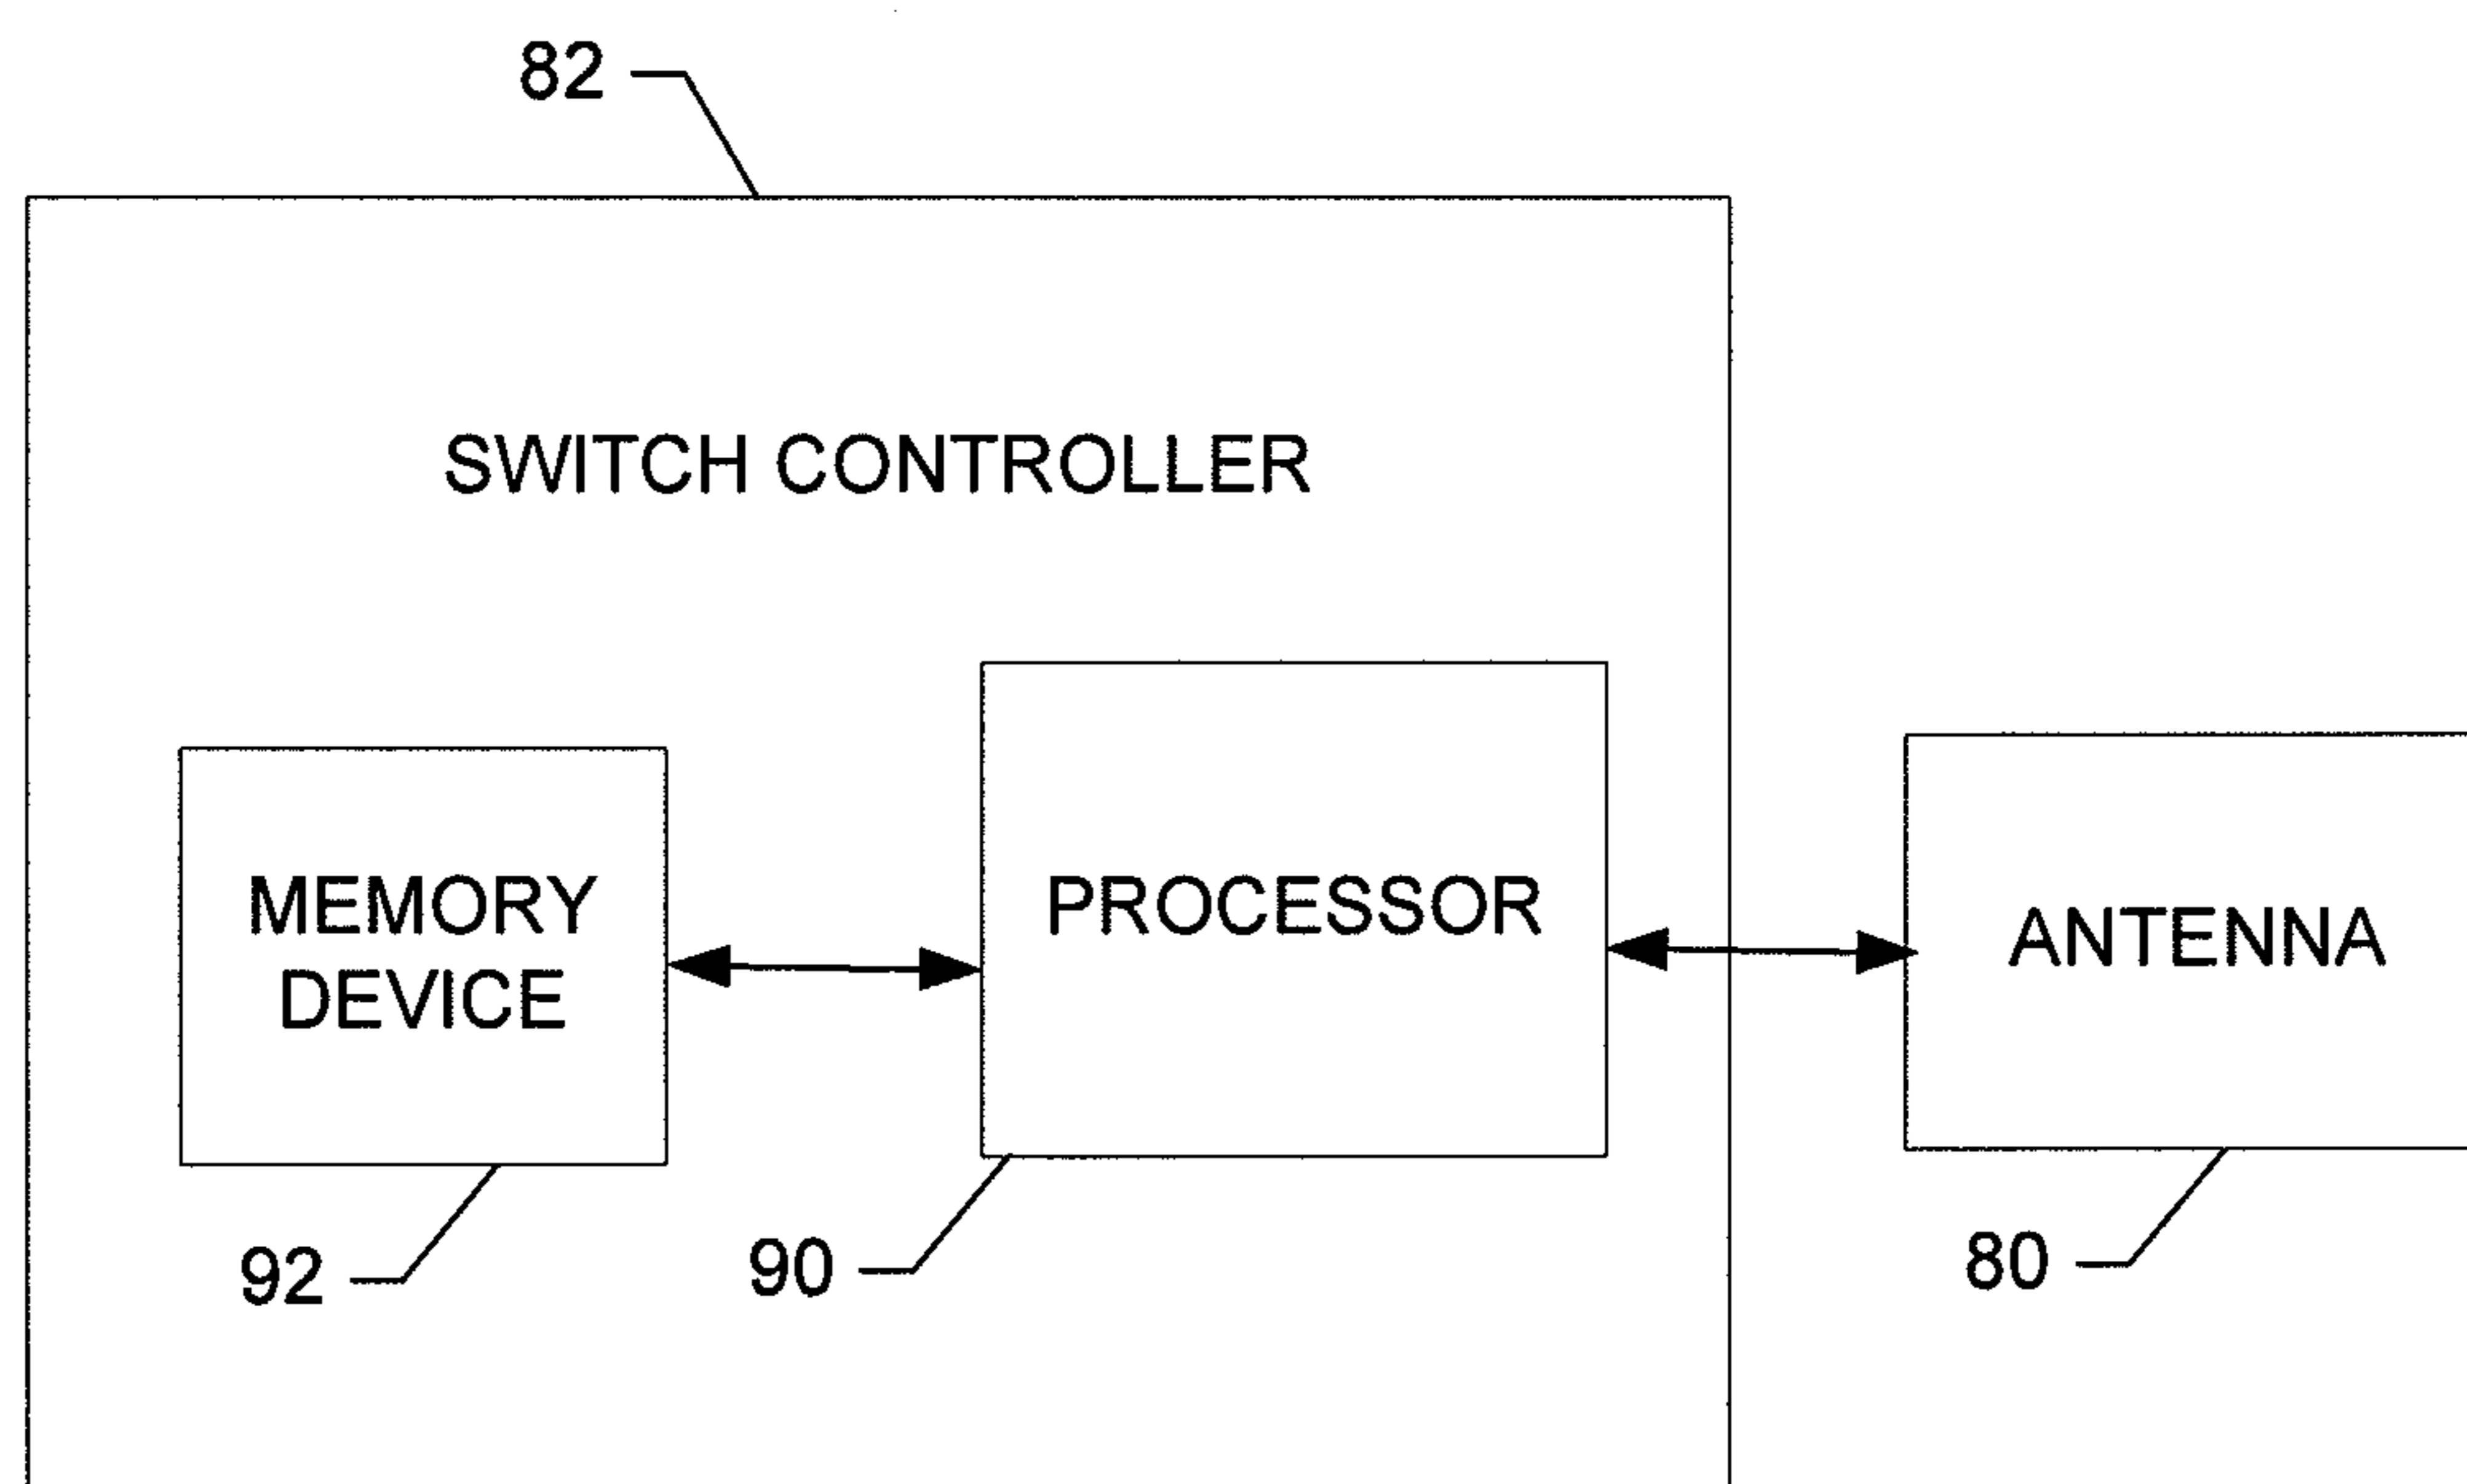 82
SWITCH CONTROLLER
MEMORY
DEVICE
PROCESSOR
ANTENNA
92
90
80